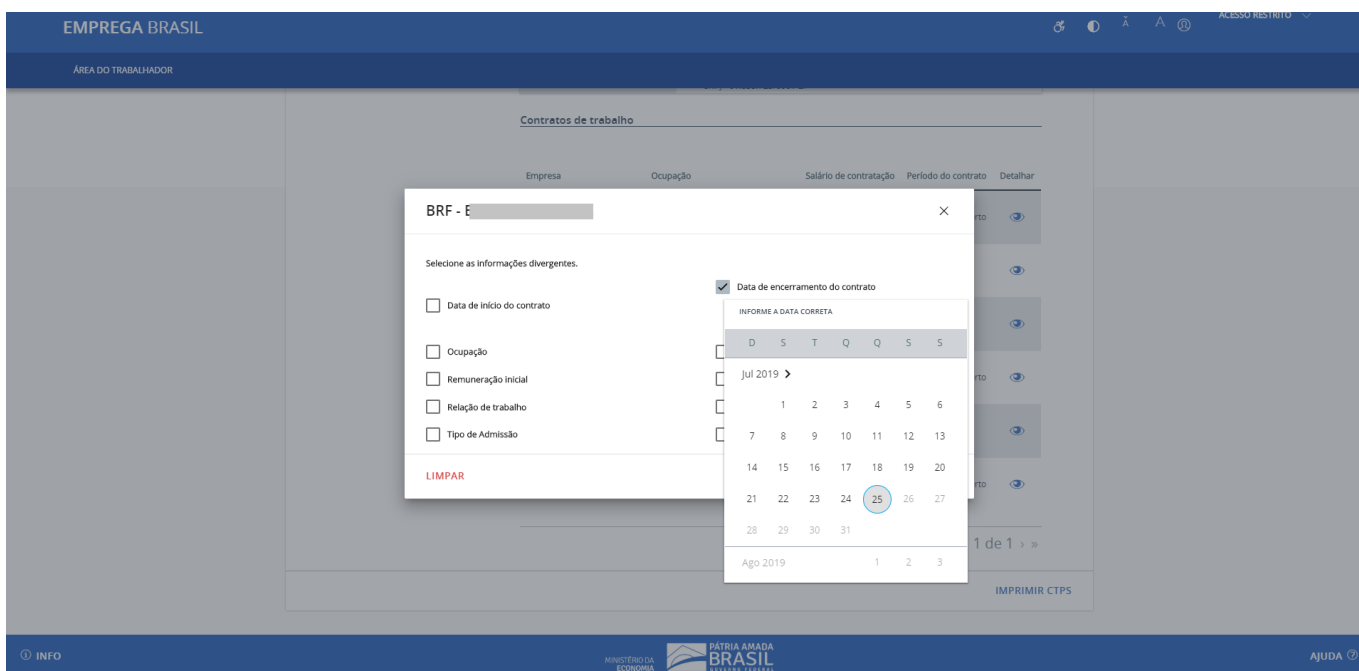 EMPREGA BRASIL
A
A
ACESSO RESTRITO
ÁREA DO TRABALHADOR
Contratos de trabalho
Empresa Ocupação Salário de contratação Período do contrato Detalhar
BRF -
Selecione as informações divergentes.
Data de início do contrato
Data de encerramento do contrato
INFORME A DATA CORRETA
D S T Q Q S S
Jul 2019
1 2 3 4 5 6
7 8 9 10 11 12 13
14 15 16 17 18 19 20
21 22 23 24 25 26 27
28 29 30 31
Ago 2019 1 2 3
Ocupação
Remuneração inicial
Relação de trabalho
Tipo de Admissão
LIMPAR
1 de 1 › »
IMPRIMIR CTPS
INFO
MINISTÉRIO DA
ECONOMIA
PÁTRIA AMADA
BRASIL
GOVERNO FEDERAL
AJUDA